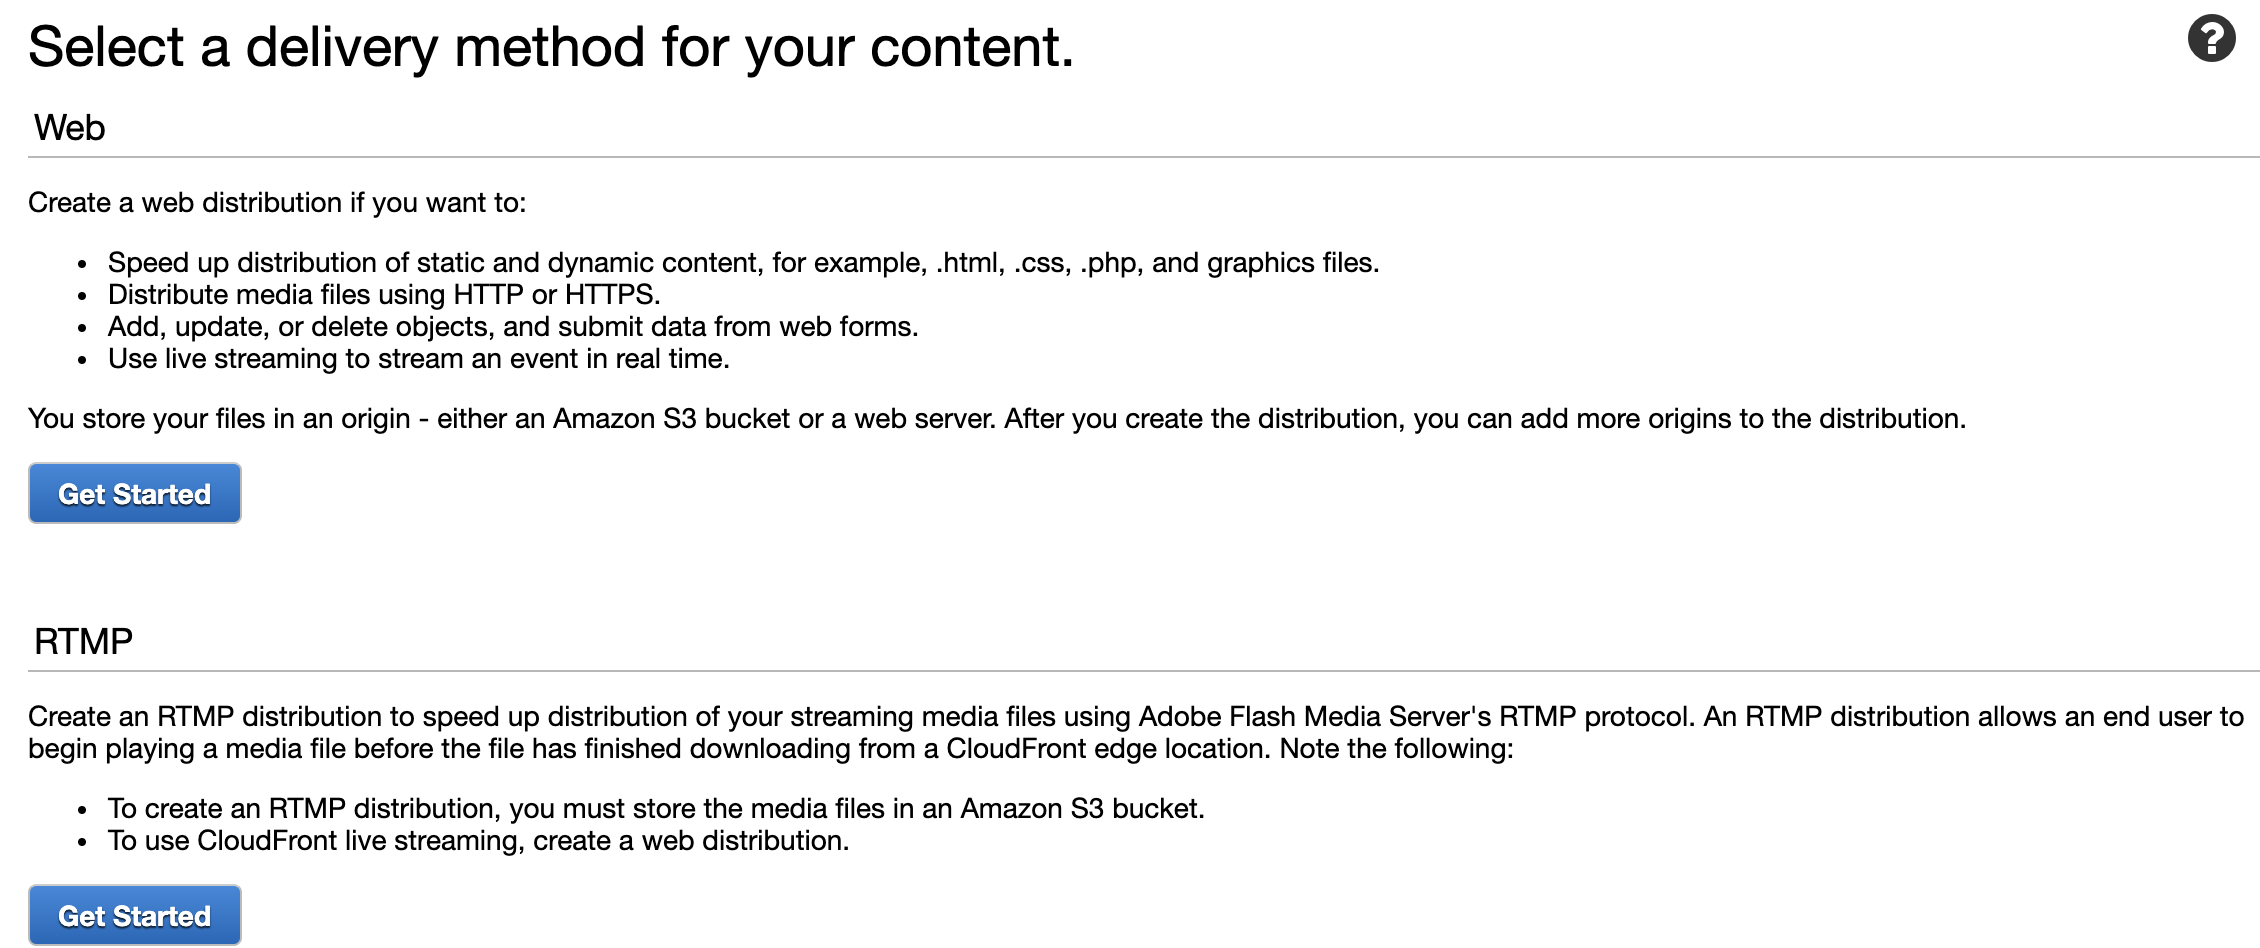 Select a delivery method for your content.
?
Web
Create a web distribution if you want to:
• Speed up distribution of static and dynamic content, for example, .html, .css, .php, and graphics files.
• Distribute media files using HTTP or HTTPS.
• Add, update, or delete objects, and submit data from web forms.
• Use live streaming to stream an event in real time.
You store your files in an origin - either an Amazon S3 bucket or a web server. After you create the distribution, you can add more origins to the distribution.
Get Started
RTMP
Create an RTMP distribution to speed up distribution of your streaming media files using Adobe Flash Media Server's RTMP protocol. An RTMP distribution allows an end user to
begin playing a media file before the file has finished downloading from a CloudFront edge location. Note the following:
• To create an RTMP distribution, you must store the media files in an Amazon S3 bucket.
• To use CloudFront live streaming, create a web distribution.
Get Started